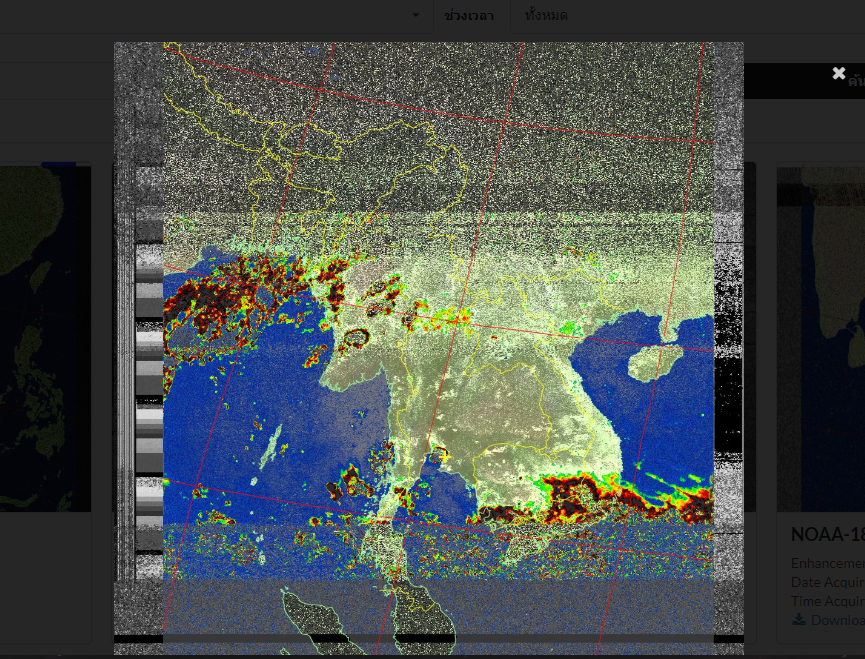 ช่วงเวลา
ทั้งหมด
NOAA-18
Enhancemen
Date Acquir
Time Acquir
Downloa